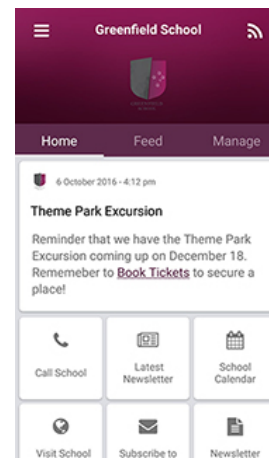 Greenfield School
GREENFIELD
SCHOOL
Home Feed Manage
6 October 2016 - 4:12 pm
Theme Park Excursion
Reminder that we have the Theme Park
Excursion coming up on December 18.
Rememeber to Book Tickets to secure a
place!
Call School
Latest
Newsletter
School
Calendar
Visit School
Subscribe to
Newsletter